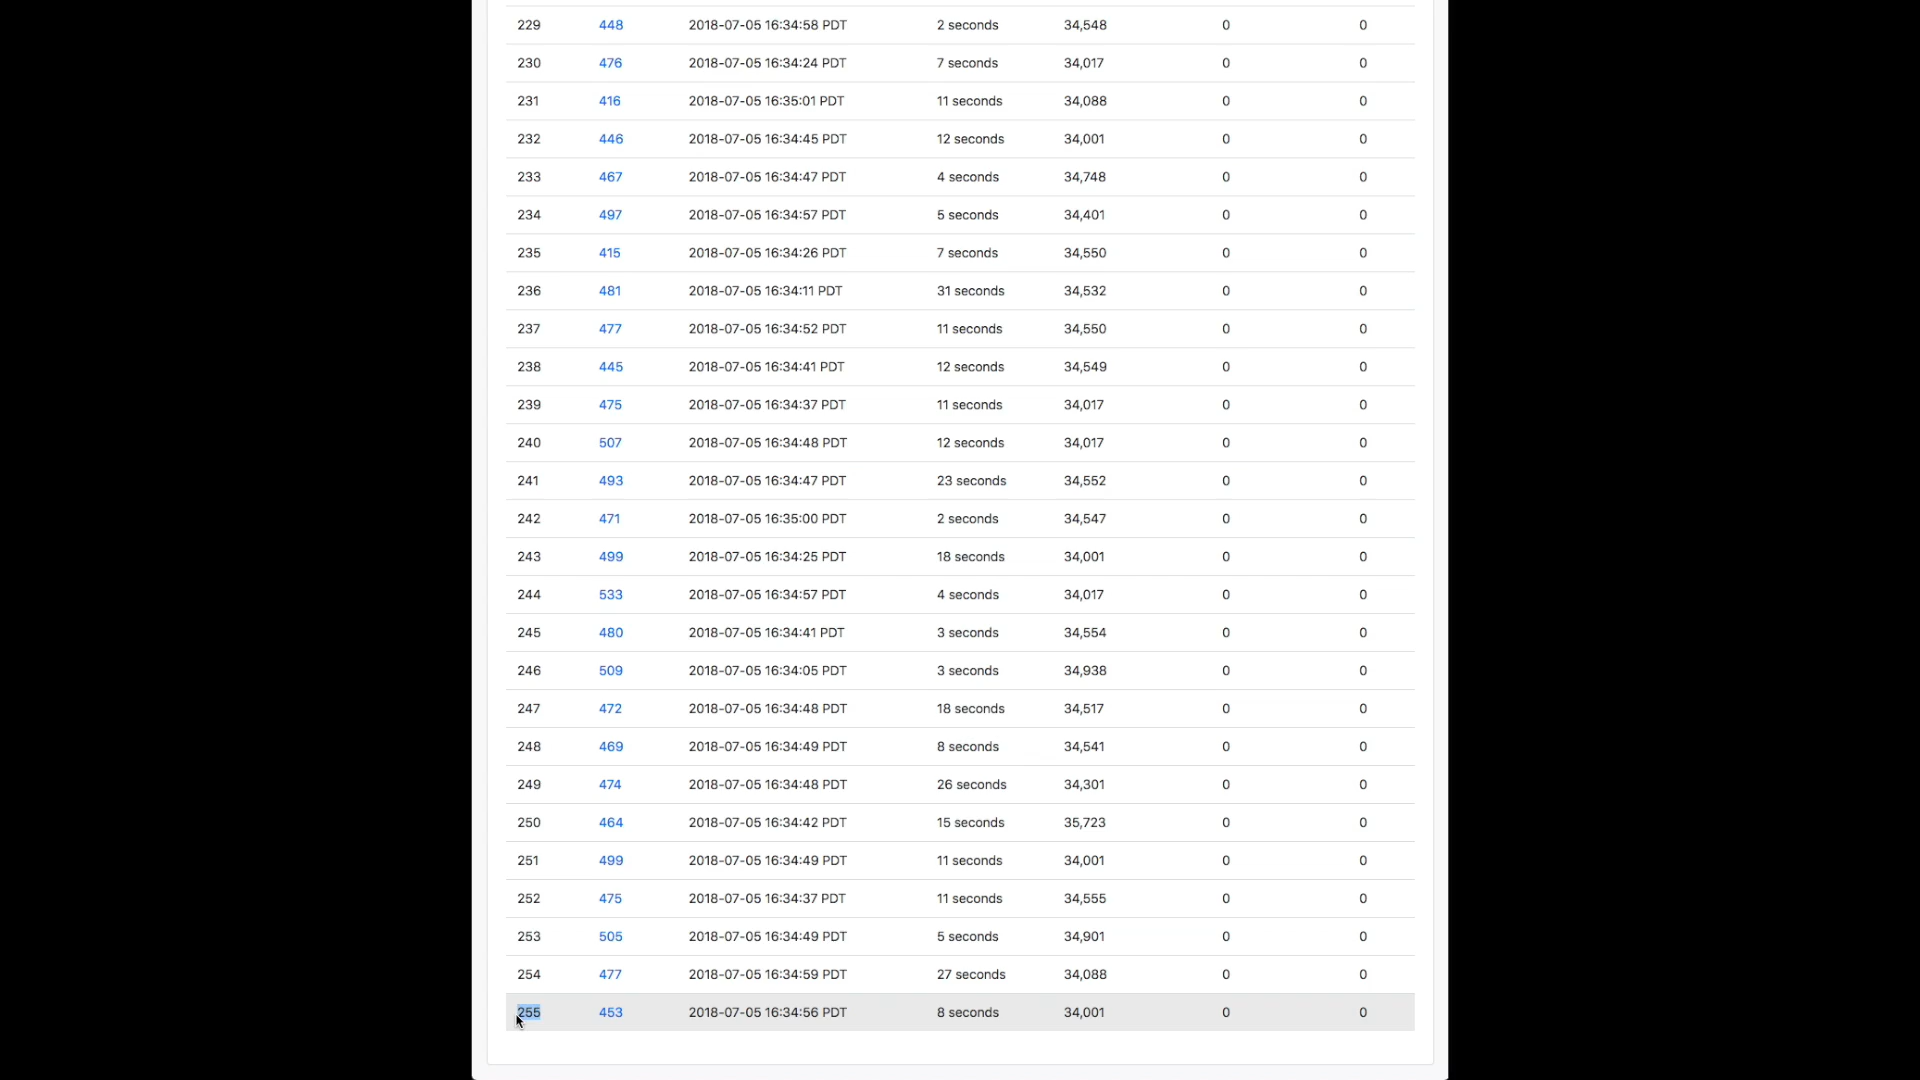 229 448 2018-07-05 16:34:58 PDT 2 seconds 34,548 0 0
230 476 2018-07-05 16:34:24 PDT 7 seconds 34,017 0 0
231 416 2018-07-05 16:35:01 PDT 11 seconds 34,088 0 0
232 446 2018-07-05 16:34:45 PDT 12 seconds 34,001 0 0
233 467 2018-07-05 16:34:47 PDT 4 seconds 34,748 0 0
234 497 2018-07-05 16:34:57 PDT 5 seconds 34,401 0 0
235 415 2018-07-05 16:34:26 PDT 7 seconds 34,550 0 0
236 481 2018-07-05 16:34:11 PDT 31 seconds 34,532 0 0
237 477 2018-07-05 16:34:52 PDT 11 seconds 34,550 0 0
238 445 2018-07-05 16:34:41 PDT 12 seconds 34,549 0 0
239 475 2018-07-05 16:34:37 PDT 11 seconds 34,017 0 0
240 507 2018-07-05 16:34:48 PDT 12 seconds 34,017 0 0
241 493 2018-07-05 16:34:47 PDT 23 seconds 34,552 0 0
242 471 2018-07-05 16:35:00 PDT 2 seconds 34,547 0 0
243 499 2018-07-05 16:34:25 PDT 18 seconds 34,001 0 0
244 533 2018-07-05 16:34:57 PDT 4 seconds 34,017 0 0
245 480 2018-07-05 16:34:41 PDT 3 seconds 34,554 0 0
246 509 2018-07-05 16:34:05 PDT 3 seconds 34,938 0 0
247 472 2018-07-05 16:34:48 PDT 18 seconds 34,517 0 0
248 469 2018-07-05 16:34:49 PDT 8 seconds 34,541 0 0
249 474 2018-07-05 16:34:48 PDT 26 seconds 34,301 0 0
250 464 2018-07-05 16:34:42 PDT 15 seconds 35,723 0 0
251 499 2018-07-05 16:34:49 PDT 11 seconds 34,001 0 0
252 475 2018-07-05 16:34:37 PDT 11 seconds 34,555 0 0
253 505 2018-07-05 16:34:49 PDT 5 seconds 34,901 0 0
254 477 2018-07-05 16:34:59 PDT 27 seconds 34,088 0 0
255 453 2018-07-05 16:34:56 PDT 8 seconds 34,001 0 0